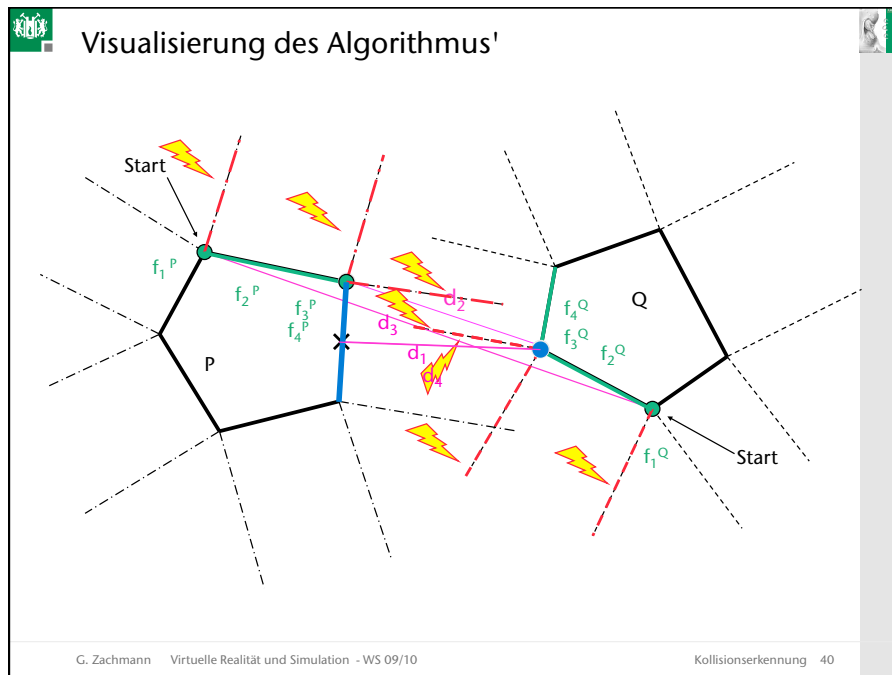 Visualisierung des Algorithmus'
Start
f₁ᴾ
f₂ᴾ
f₃ᴾ
f₄ᴾ
P
d₂
d₃
d₁
d₄
Q
f₄Q
f₃Q
f₂Q
f₁Q
Start
G. Zachmann Virtuelle Realität und Simulation - WS 09/10 Kollisionserkennung 40